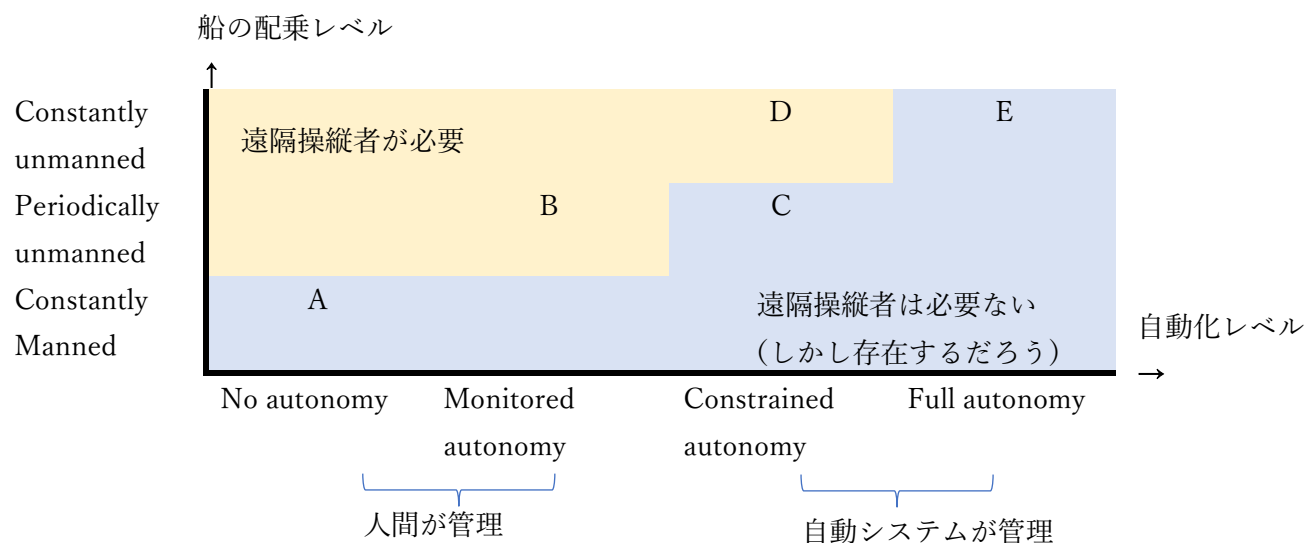 船の配乗レベル
↑
Constantly
unmanned
Periodically
unmanned
Constantly
Manned
遠隔操縦者が必要
D
E
B
C
A
遠隔操縦者は必要ない
(しかし存在するだろう)
自動化レベル
→
No autonomy
Monitored
autonomy
Constrained
autonomy
Full autonomy
人間が管理
自動システムが管理